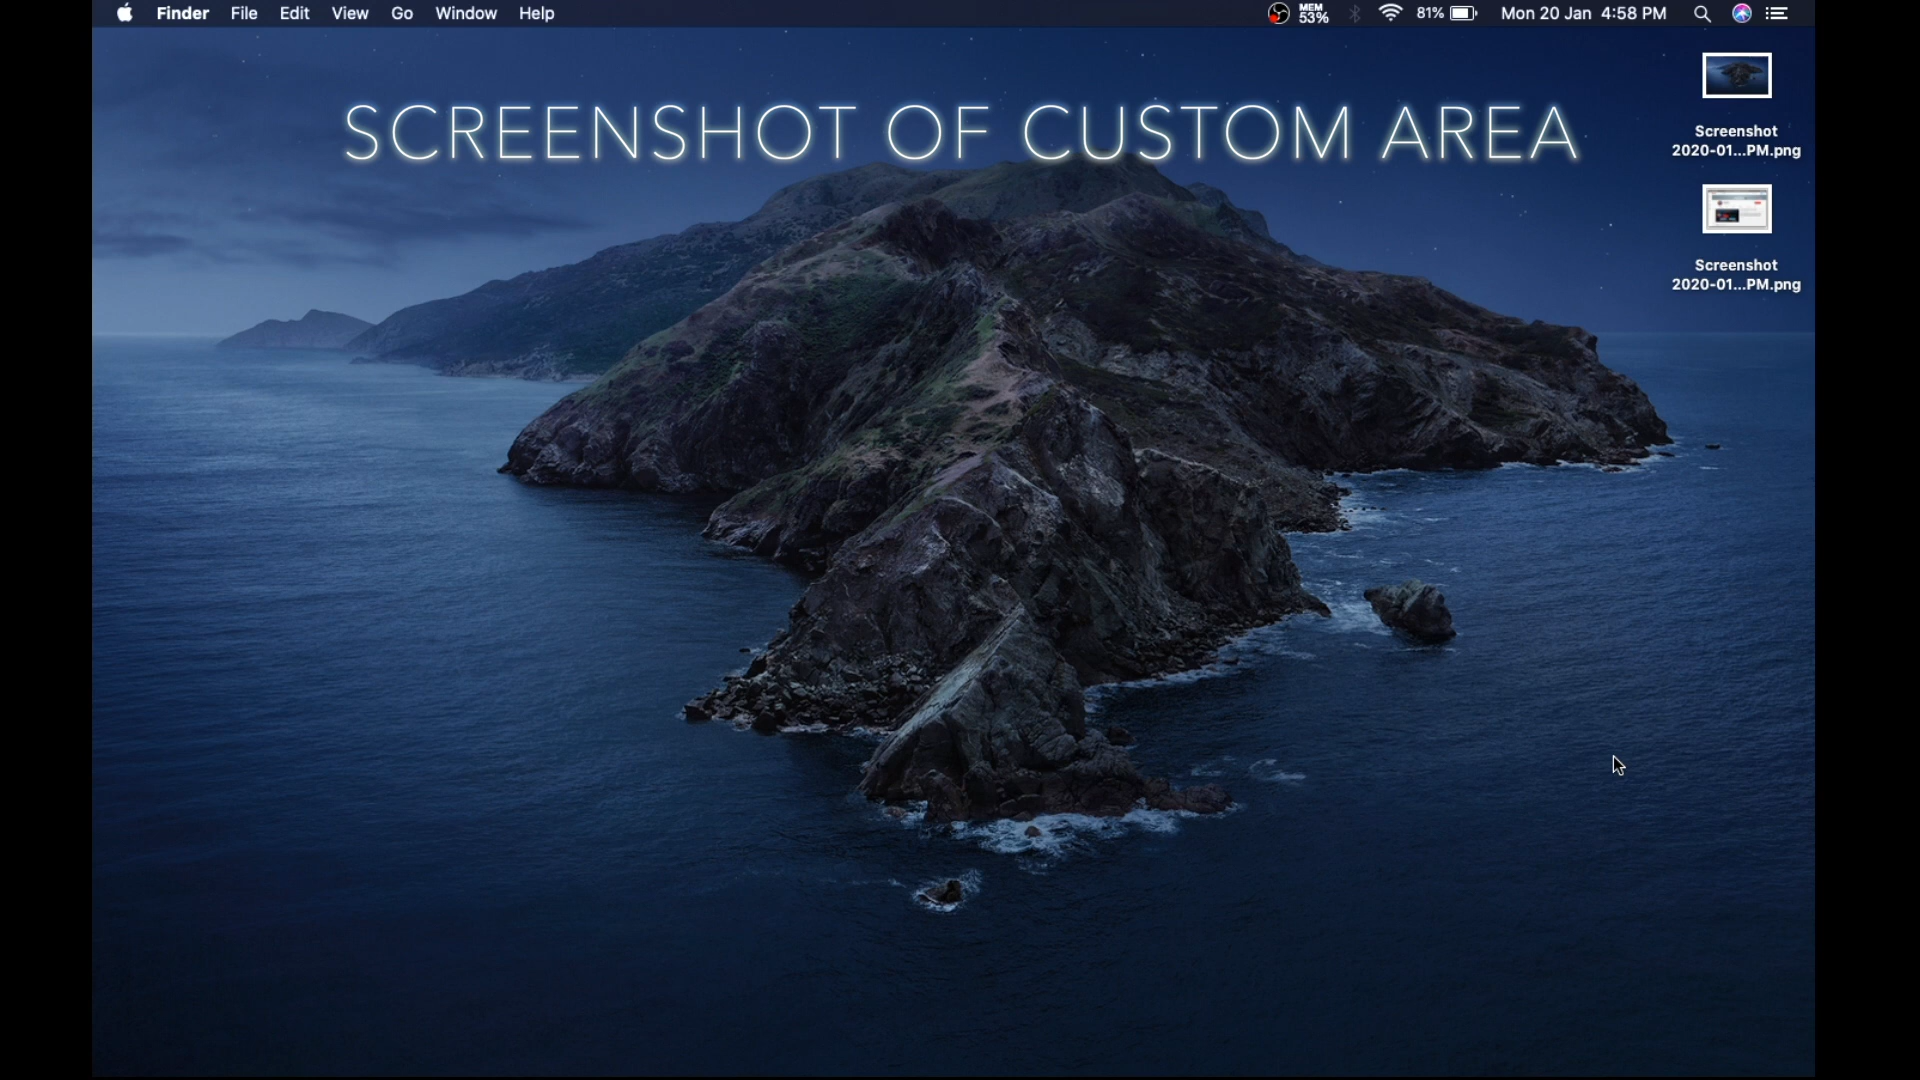 Finder File Edit View Go Window Help MEM 53% 81% Mon 20 Jan 4:58 PM
SCREENSHOT OF CUSTOM AREA
Screenshot
2020-01...PM.png
Screenshot
2020-01...PM.png